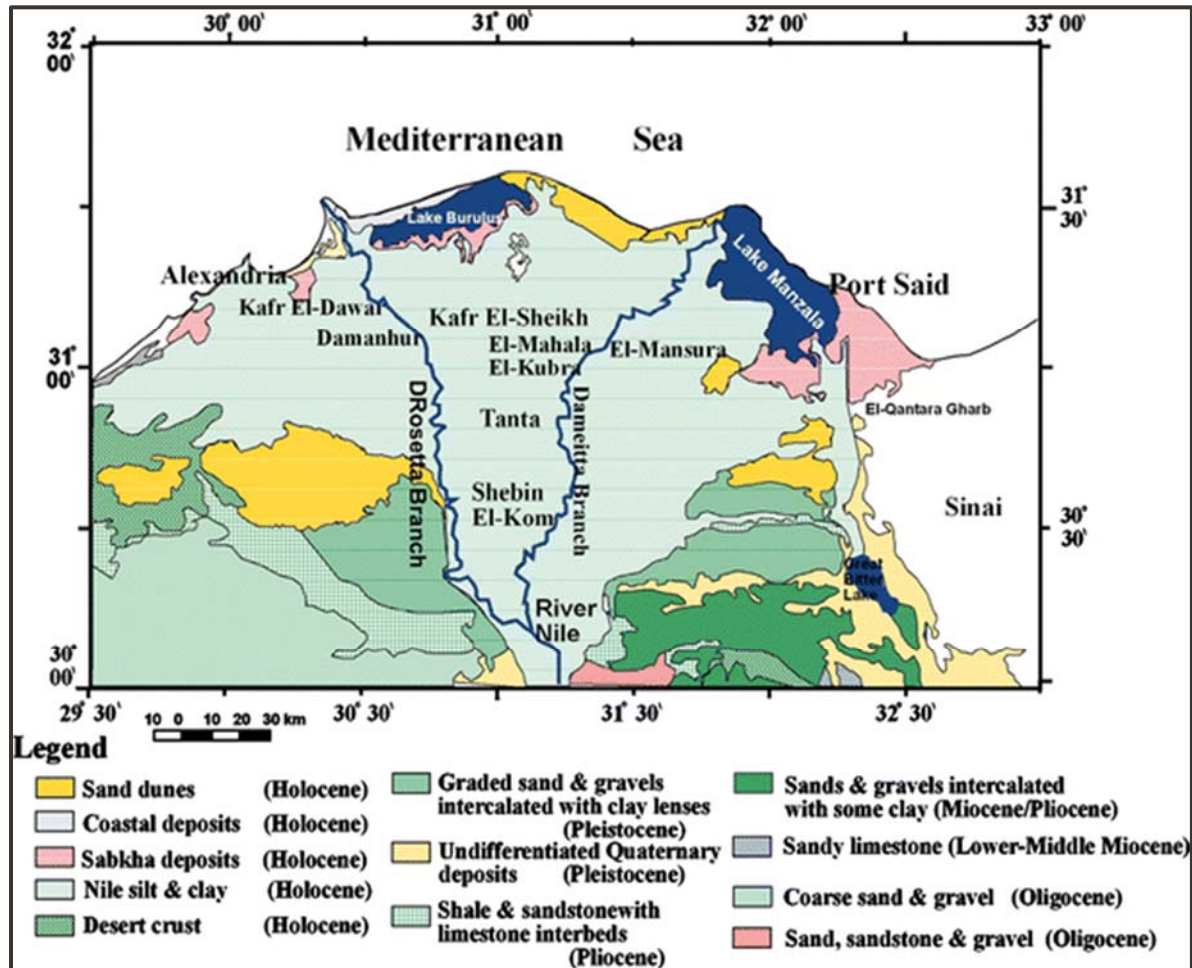 30° 00' 31° 00' 32° 00' 33° 00'
32° 00'
Mediterranean Sea
31° 30'
Lake Burulus
Lake Manzala
Alexandria
Port Said
Kafr El-Dawar
Damanhur
Kafr El-Sheikh
El-Mahala
El-Kubra
El-Mansura
31° 00'
El-Qantara Gharb
DRosetta Branch
Tanta
Dameitta Branch
Shebin
El-Kom
Sinai
30° 30'
Great
Bitter
Lake
River
Nile
30° 00'
29° 30' 30° 30' 31° 30' 32° 30'
10 0 10 20 30 km
Legend
Sand dunes (Holocene)
Coastal deposits (Holocene)
Sabkha deposits (Holocene)
Nile silt & clay (Holocene)
Desert crust (Holocene)
Graded sand & gravels
intercalated with clay lenses
(Pleistocene)
Undifferentiated Quaternary
deposits (Pleistocene)
Shale & sandstonewith
limestone interbeds
(Pliocene)
Sands & gravels intercalated
with some clay (Miocene/Pliocene)
Sandy limestone (Lower-Middle Miocene)
Coarse sand & gravel (Oligocene)
Sand, sandstone & gravel (Oligocene)